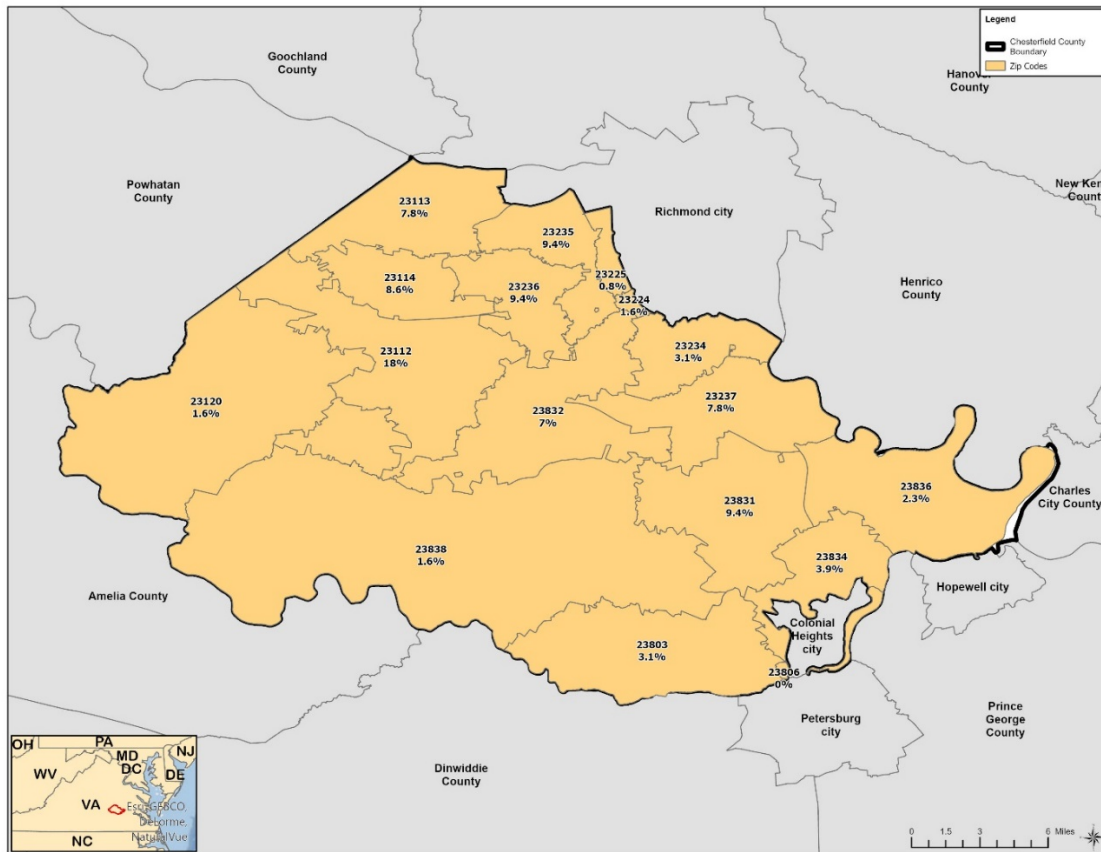 Legend
Chesterfield County
Boundary
Zip Codes
Goochland
County
Hanover
County
Powhatan
County
New Kent
County
Richmond city
Henrico
County
23113
7.8%
23235
9.4%
23114
8.6%
23236
9.4%
23225
0.8%
23224
1.6%
23112
18%
23234
3.1%
23120
1.6%
23832
7%
23237
7.8%
23836
2.3%
Charles
City County
23831
9.4%
23838
1.6%
23834
3.9%
Hopewell city
Amelia County
Colonial
Heights
city
23803
3.1%
23806
0%
Petersburg
city
Prince
George
County
Dinwiddie
County
OH
PA
NJ
MD
DC
DE
WV
VA
Esri, GEBCO,
DeLorme,
NaturalVue
NC
0 1.5 3 6 Miles